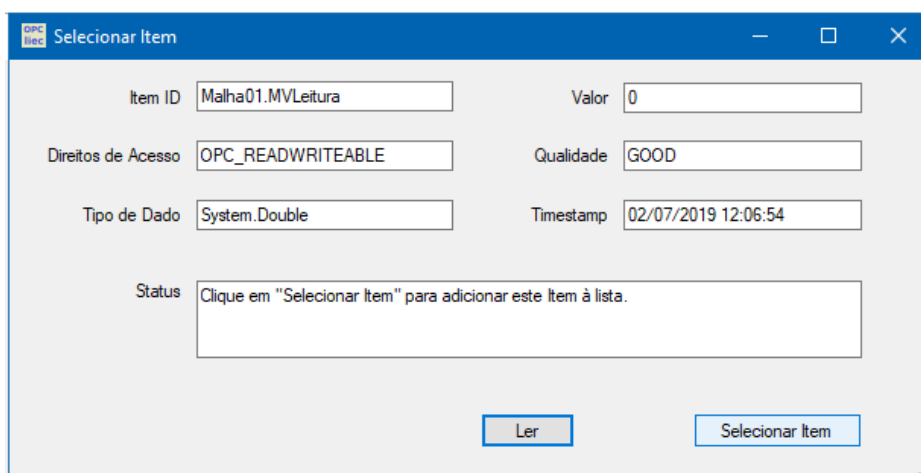 OPC
liec
Selecionar Item
Item ID Malha01.MVLeitura Valor 0
Direitos de Acesso OPC_READWRITEABLE Qualidade GOOD
Tipo de Dado System.Double Timestamp 02/07/2019 12:06:54
Status Clique em "Selecionar Item" para adicionar este Item à lista.
Ler Selecionar Item